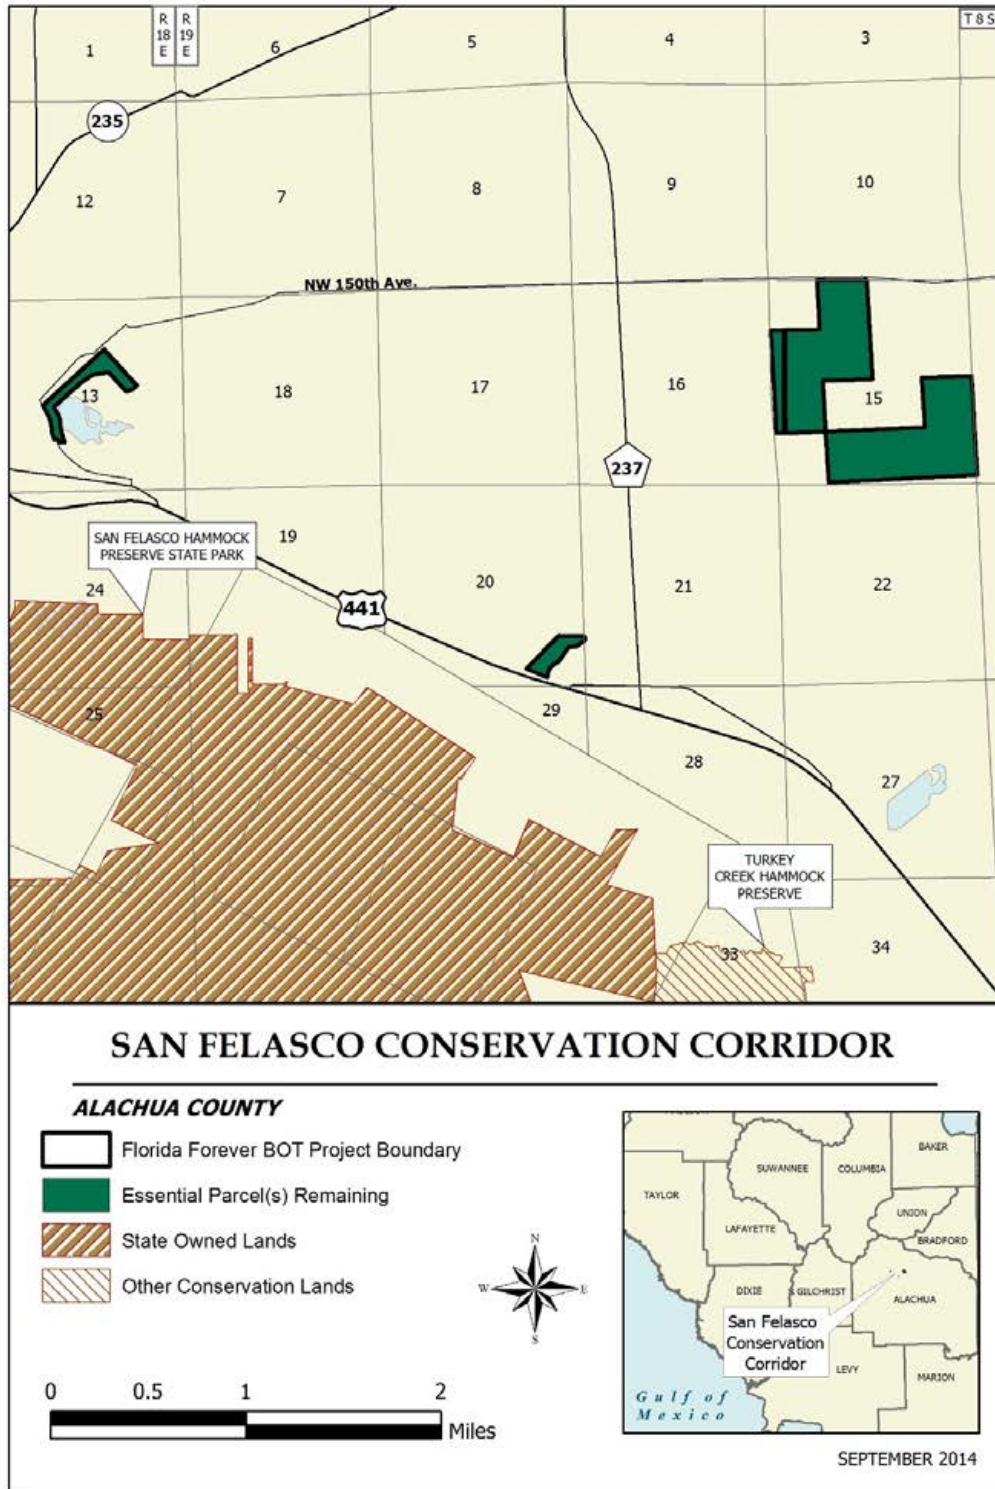 R
18
E
R
19
E
T 8 S
1
6
5
4
3
235
12
7
8
9
10
NW 150th Ave.
13
18
17
16
15
237
SAN FELASCO HAMMOCK
PRESERVE STATE PARK
19
24
441
20
21
22
25
29
28
27
TURKEY
CREEK HAMMOCK
PRESERVE
33
34
SAN FELASCO CONSERVATION CORRIDOR
ALACHUA COUNTY
Florida Forever BOT Project Boundary
Essential Parcel(s) Remaining
State Owned Lands
Other Conservation Lands
N
W
E
S
0 0.5 1 2
Miles
BAKER
SUWANNEE
COLUMBIA
TAYLOR
UNION
LAFAYETTE
BRADFORD
DIXIE
GILCHRIST
ALACHUA
San Felasco
Conservation
Corridor
LEVY
MARION
Gulf of
Mexico
SEPTEMBER 2014